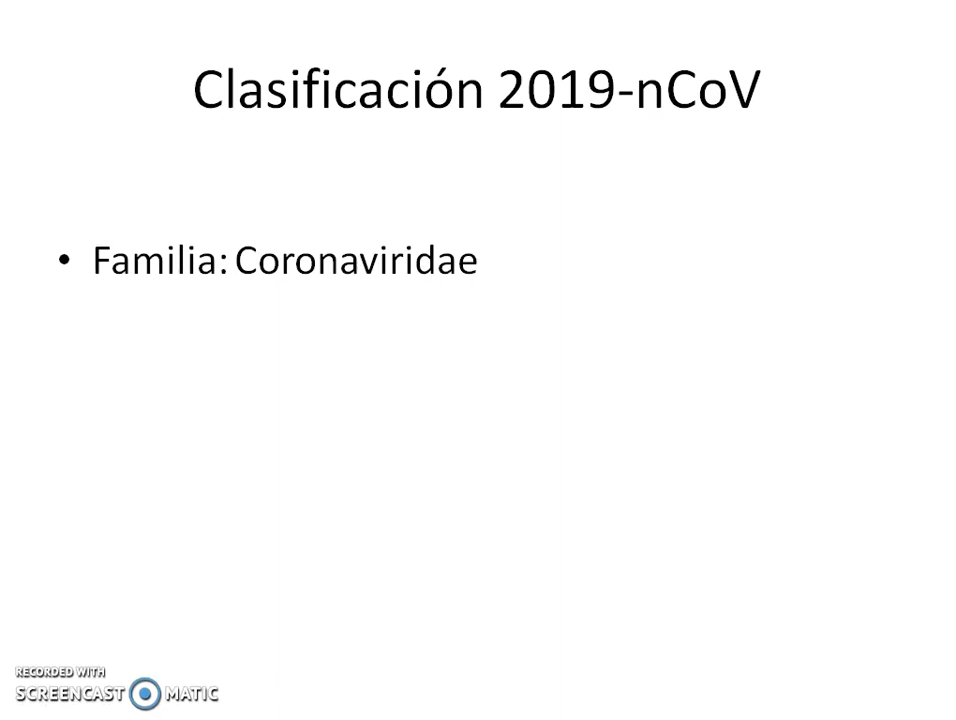 Clasificación 2019-nCoV
• Familia: Coronaviridae
RECORDED WITH
SCREENCAST MATIC